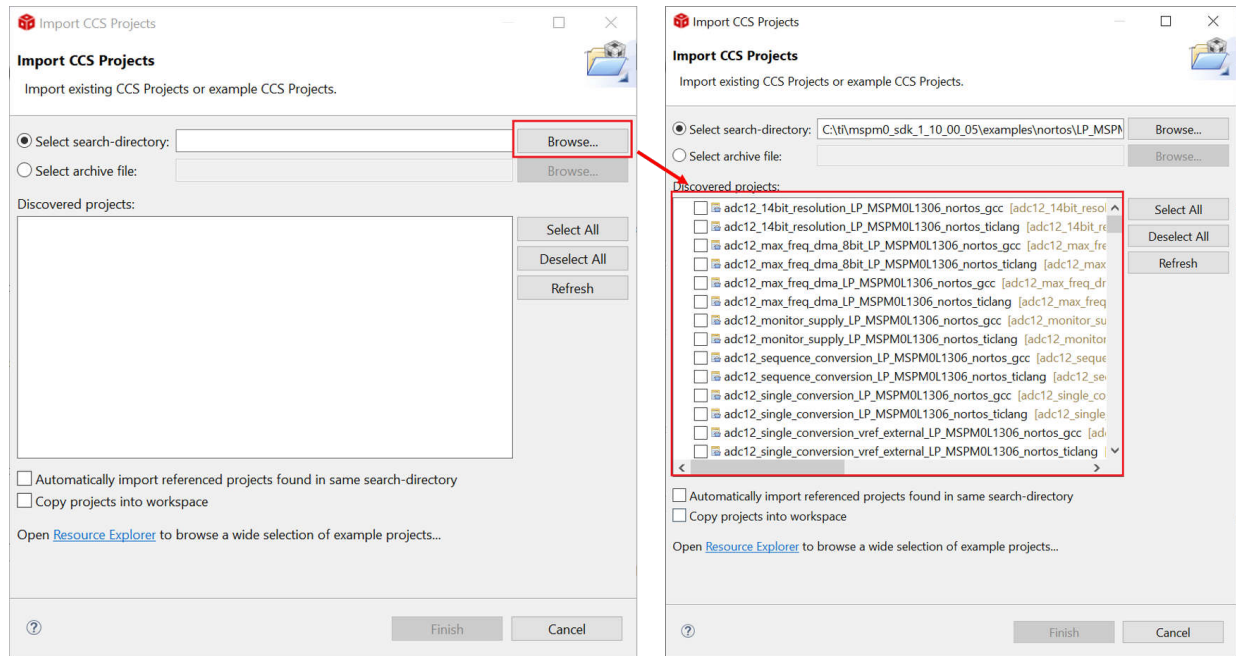 Import CCS Projects
Import CCS Projects
Import existing CCS Projects or example CCS Projects.
Select search-directory:
Browse...
Select archive file:
Browse...
Discovered projects:
Select All
Deselect All
Refresh
Automatically import referenced projects found in same search-directory
Copy projects into workspace
Open Resource Explorer to browse a wide selection of example projects...
?
Finish
Cancel
Import CCS Projects
Import CCS Projects
Import existing CCS Projects or example CCS Projects.
Select search-directory: C:\ti\mspm0_sdk_1_10_00_05\examples\nortos\LP_MSPM
Browse...
Select archive file:
Browse...
Discovered projects:
adc12_14bit_resolution_LP_MSPM0L1306_nortos_gcc [adc12_14bit_resol
adc12_14bit_resolution_LP_MSPM0L1306_nortos_ticlang [adc12_14bit_re
adc12_max_freq_dma_8bit_LP_MSPM0L1306_nortos_gcc [adc12_max_fre
adc12_max_freq_dma_8bit_LP_MSPM0L1306_nortos_ticlang [adc12_max
adc12_max_freq_dma_LP_MSPM0L1306_nortos_gcc [adc12_max_freq_dr
adc12_max_freq_dma_LP_MSPM0L1306_nortos_ticlang [adc12_max_freq
adc12_monitor_supply_LP_MSPM0L1306_nortos_gcc [adc12_monitor_su
adc12_monitor_supply_LP_MSPM0L1306_nortos_ticlang [adc12_monitor
adc12_sequence_conversion_LP_MSPM0L1306_nortos_gcc [adc12_seque
adc12_sequence_conversion_LP_MSPM0L1306_nortos_ticlang [adc12_se
adc12_single_conversion_LP_MSPM0L1306_nortos_gcc [adc12_single_co
adc12_single_conversion_LP_MSPM0L1306_nortos_ticlang [adc12_single
adc12_single_conversion_vref_external_LP_MSPM0L1306_nortos_gcc [ad
adc12_single_conversion_vref_external_LP_MSPM0L1306_nortos_ticlang
Select All
Deselect All
Refresh
Automatically import referenced projects found in same search-directory
Copy projects into workspace
Open Resource Explorer to browse a wide selection of example projects...
?
Finish
Cancel